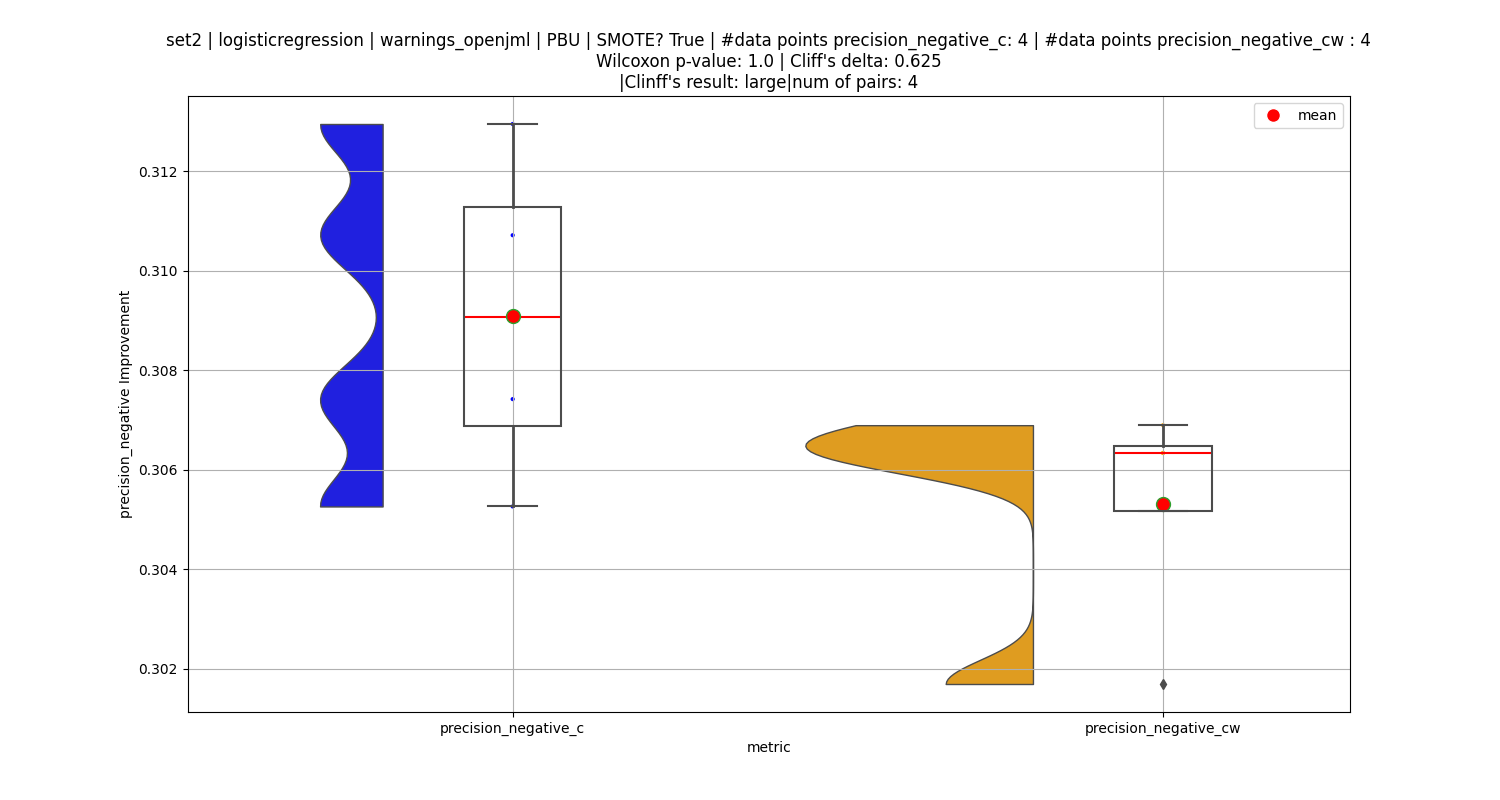 set2 | logisticregression | warnings_openjml | PBU | SMOTE? True | #data points precision_negative_c: 4 | #data points precision_negative_cw : 4
Wilcoxon p-value: 1.0 | Cliff's delta: 0.625
|Clinff's result: large|num of pairs: 4
mean
0.312
0.310
0.308
0.306
0.304
0.302
precision_negative Improvement
precision_negative_c
precision_negative_cw
metric